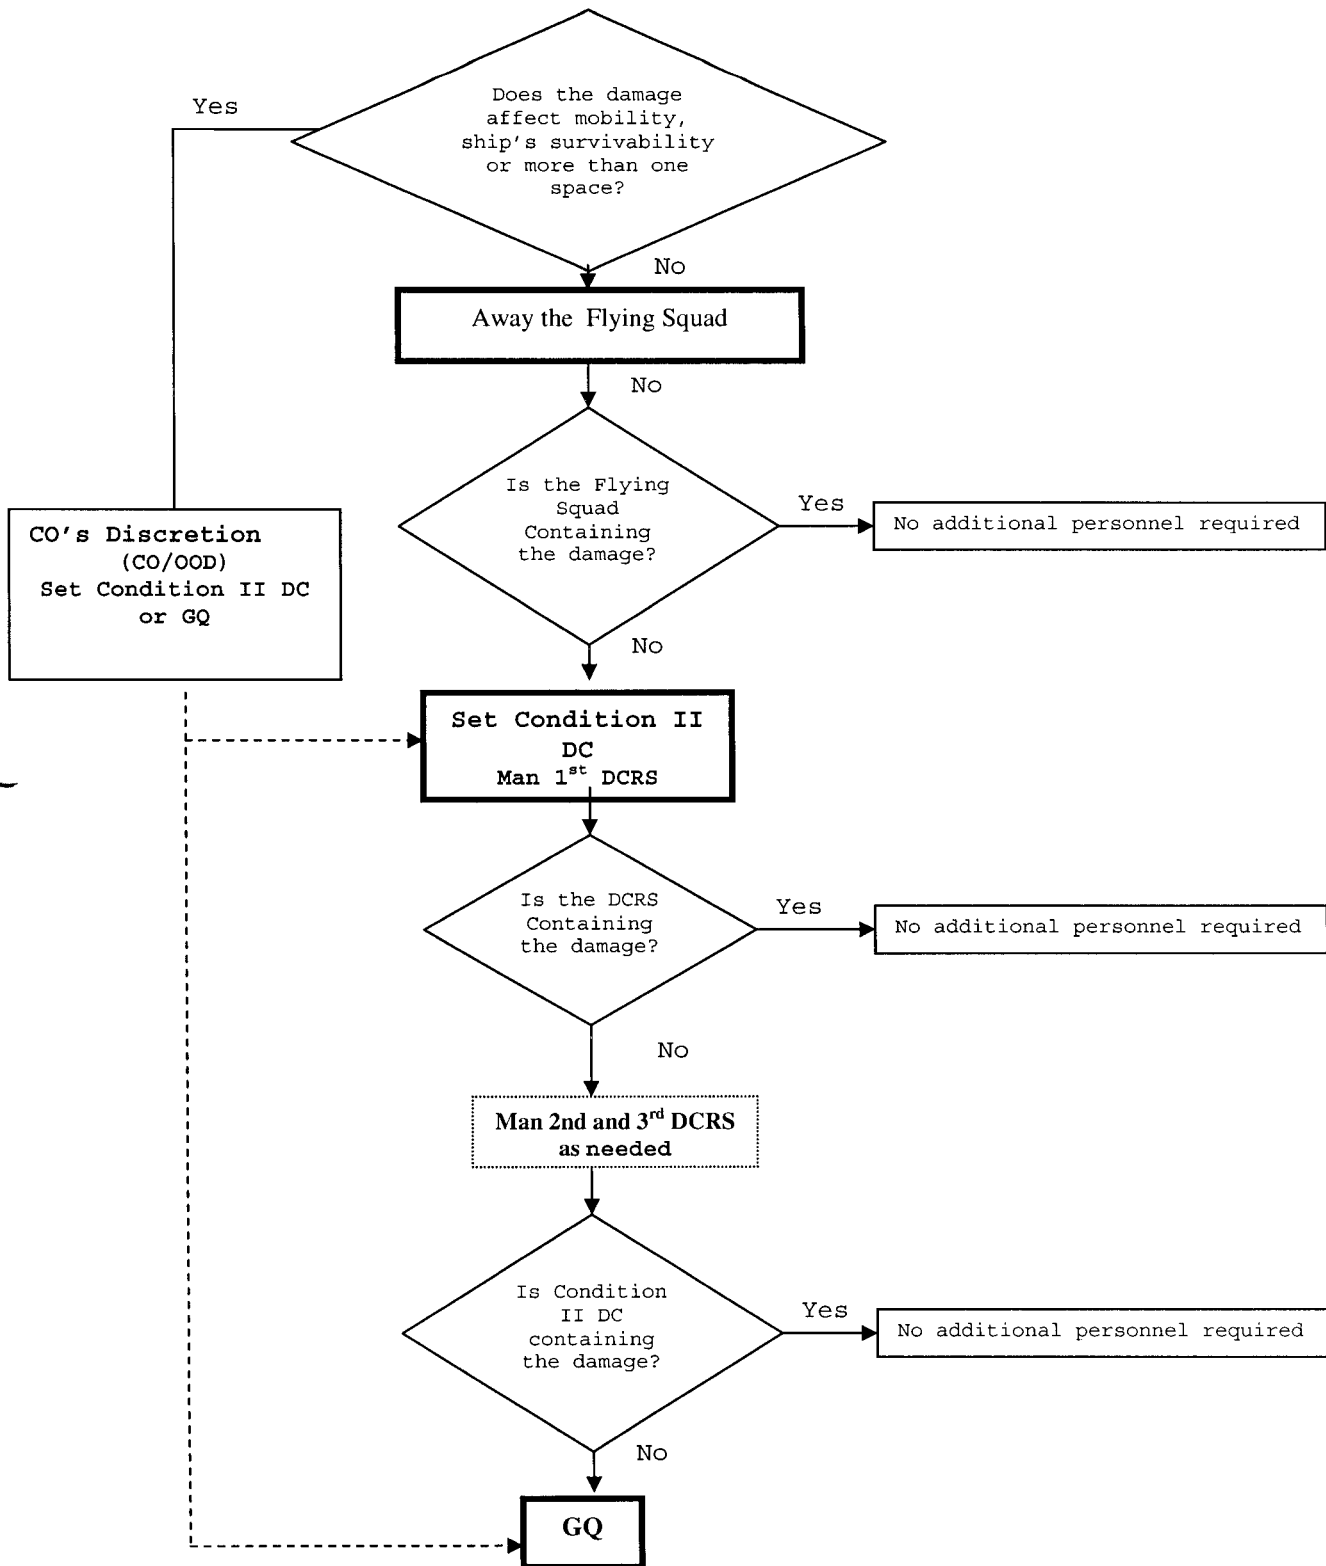 Does the damage
affect mobility,
ship's survivability
or more than one
space?
Yes
No
Away the Flying Squad
No
Is the Flying
Squad
Containing
the damage?
Yes
No additional personnel required
CO's Discretion
(CO/OOD)
Set Condition II DC
or GQ
No
Set Condition II
DC
Man 1st DCRS
Is the DCRS
Containing
the damage?
Yes
No additional personnel required
No
Man 2nd and 3rd DCRS
as needed
Is Condition
II DC
containing
the damage?
Yes
No additional personnel required
No
GQ